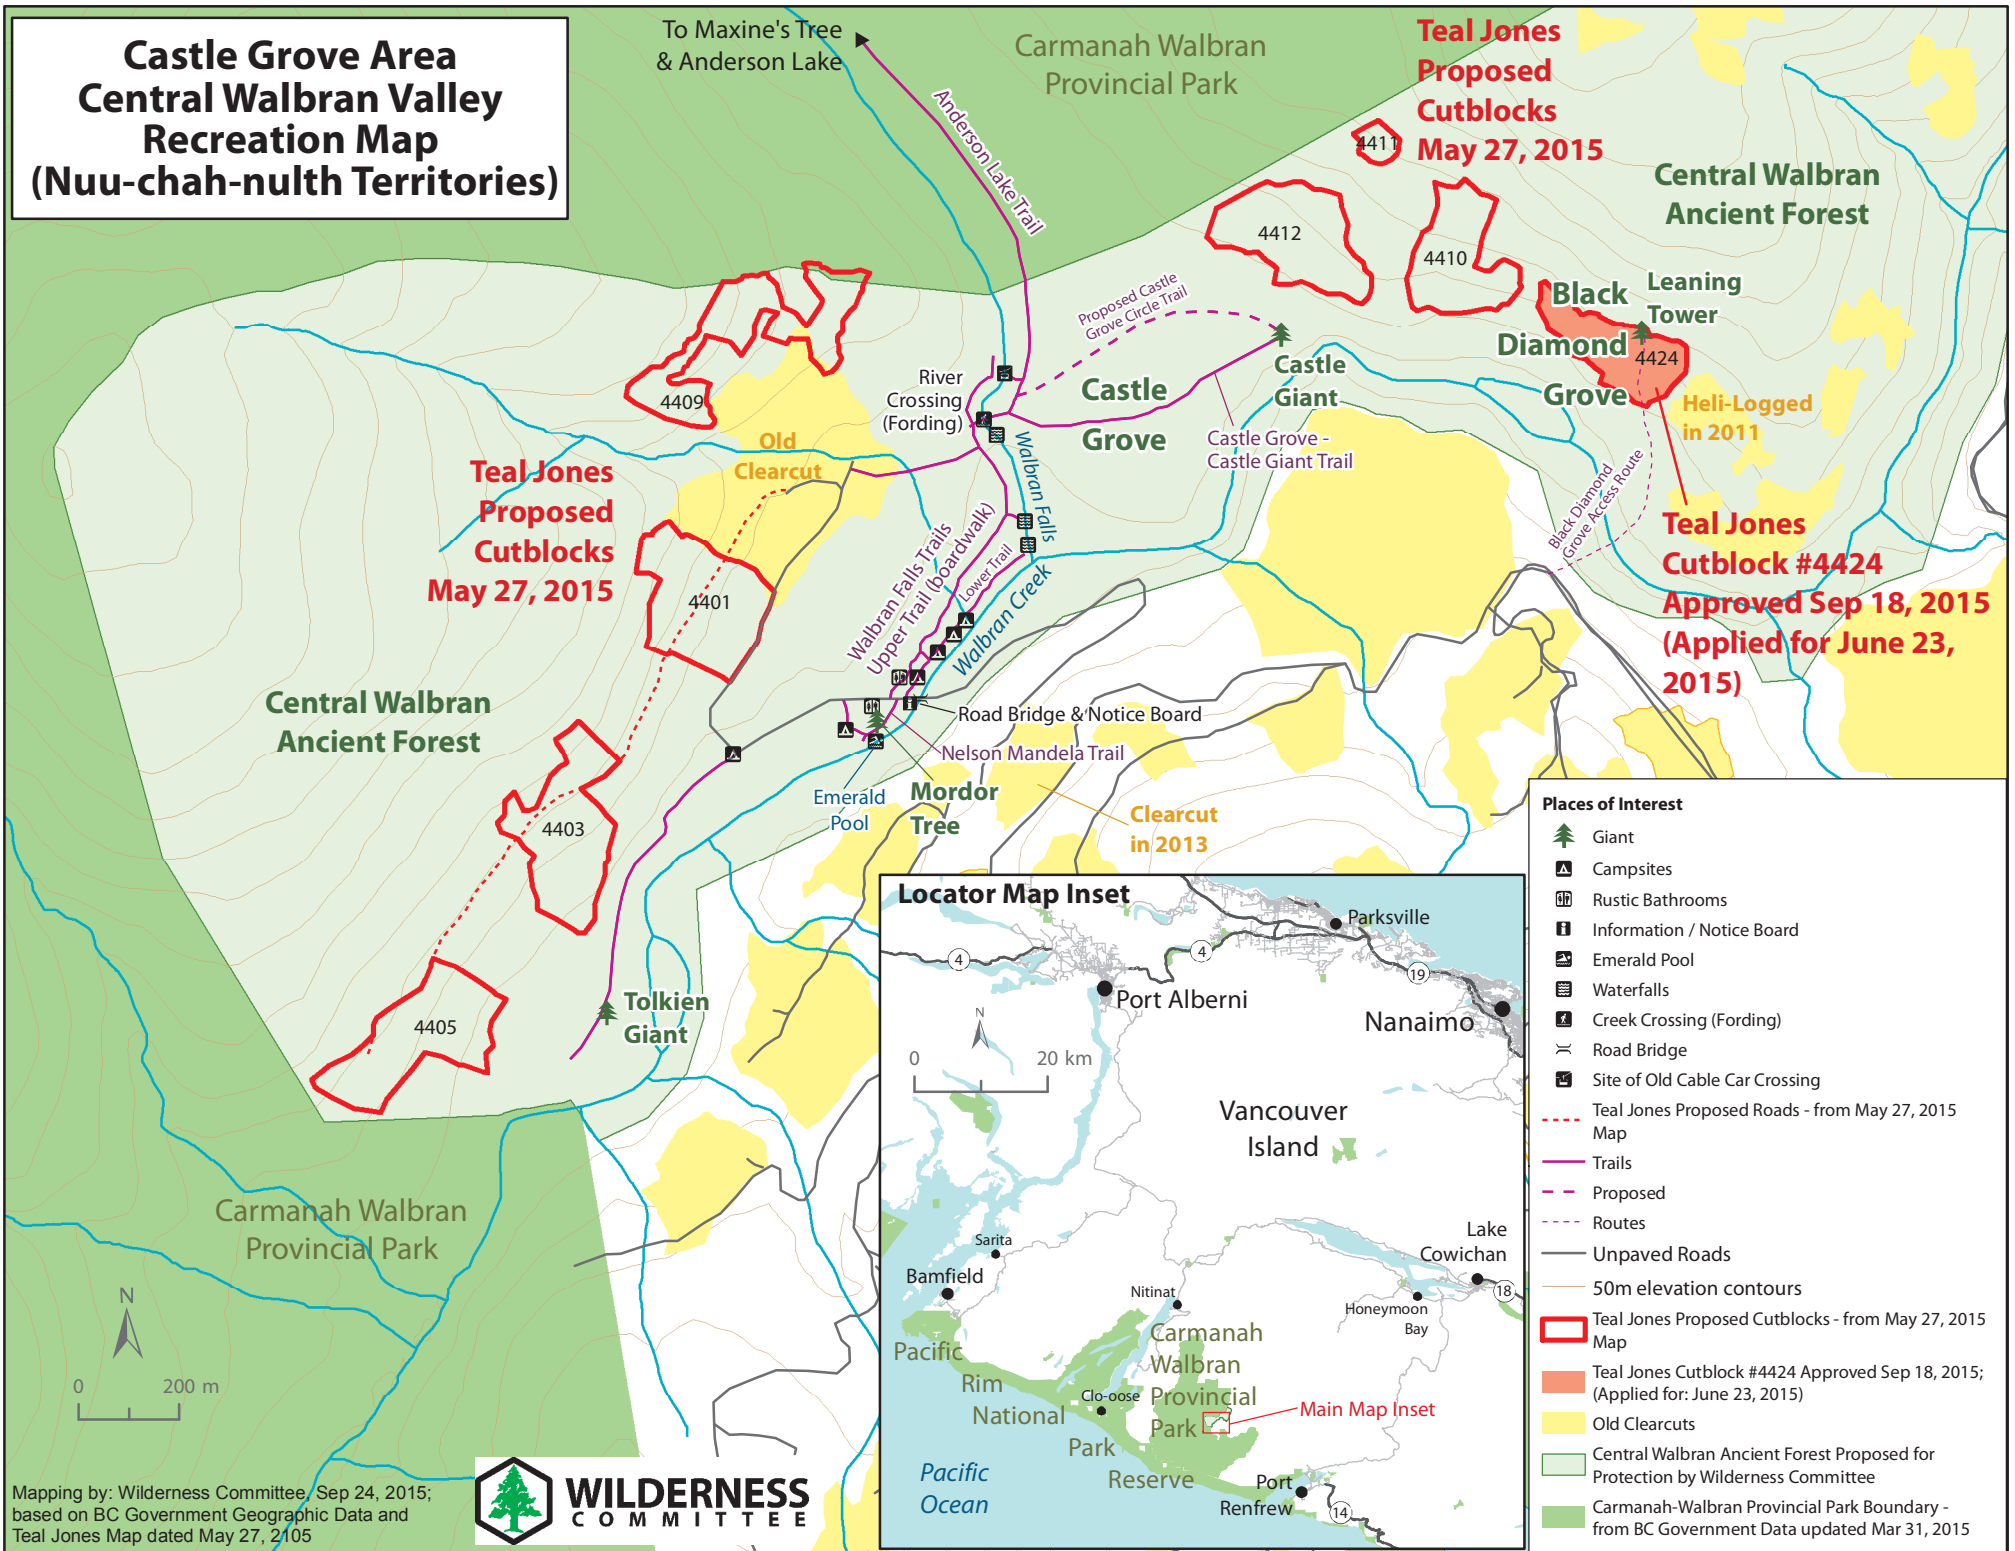 Castle Grove Area
Central Walbran Valley
Recreation Map
(Nuu-chah-nulth Territories)
To Maxine's Tree
& Anderson Lake
Carmanah Walbran
Provincial Park
Anderson Lake Trail
Teal Jones
Proposed
Cutblocks
May 27, 2015
4411
4412
4410
Central Walbran
Ancient Forest
Black
Diamond
Grove
Leaning
Tower
4424
Heli-Logged
in 2011
Proposed Castle
Grove Circle Trail
Castle
Giant
Castle
Grove
Castle Grove -
Castle Giant Trail
River
Crossing
(Fording)
4409
Old
Clearcut
Teal Jones
Proposed
Cutblocks
May 27, 2015
4401
Walbran Falls
Walbran Falls Trails
Upper Trail (boardwalk)
Lower Trail
Walbran Creek
Black Diamond
Grove Access Route
Teal Jones
Cutblock #4424
Approved Sep 18, 2015
(Applied for June 23,
2015)
Central Walbran
Ancient Forest
Road Bridge & Notice Board
Nelson Mandela Trail
Emerald
Pool
Mordor
Tree
Clearcut
in 2013
4403
4405
Tolkien
Giant
Carmanah Walbran
Provincial Park
N
0 200 m
Mapping by: Wilderness Committee, Sep 24, 2015;
based on BC Government Geographic Data and
Teal Jones Map dated May 27, 2105
WILDERNESS
COMMITTEE
Locator Map Inset
Parksville
4
4
19
Port Alberni
Nanaimo
N
0 20 km
Vancouver
Island
Sarita
Bamfield
Nitinat
Lake
Cowichan
18
Honeymoon
Bay
Carmanah
Walbran
Provincial
Park
Pacific
Rim
National
Park
Reserve
Clo-oose
Main Map Inset
Pacific
Ocean
Port
Renfrew
14
Places of Interest
Giant
Campsites
Rustic Bathrooms
Information / Notice Board
Emerald Pool
Waterfalls
Creek Crossing (Fording)
Road Bridge
Site of Old Cable Car Crossing
Teal Jones Proposed Roads - from May 27, 2015
Map
Trails
Proposed
Routes
Unpaved Roads
50m elevation contours
Teal Jones Proposed Cutblocks - from May 27, 2015
Map
Teal Jones Cutblock #4424 Approved Sep 18, 2015;
(Applied for: June 23, 2015)
Old Clearcuts
Central Walbran Ancient Forest Proposed for
Protection by Wilderness Committee
Carmanah-Walbran Provincial Park Boundary -
from BC Government Data updated Mar 31, 2015